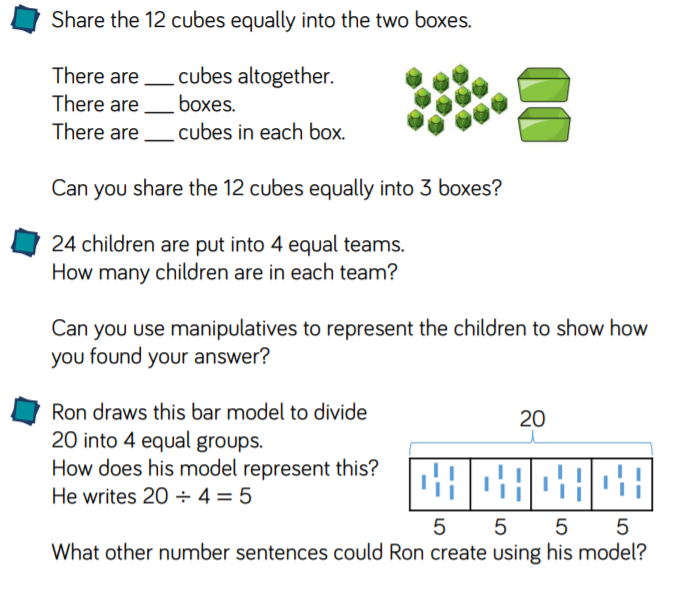 Share the 12 cubes equally into the two boxes.
There are ___ cubes altogether.
There are ___ boxes.
There are ___ cubes in each box.
Can you share the 12 cubes equally into 3 boxes?
24 children are put into 4 equal teams.
How many children are in each team?
Can you use manipulatives to represent the children to show how
you found your answer?
Ron draws this bar model to divide
20 into 4 equal groups.
How does his model represent this?
He writes 20 ÷ 4 = 5
20
5 5 5 5
What other number sentences could Ron create using his model?